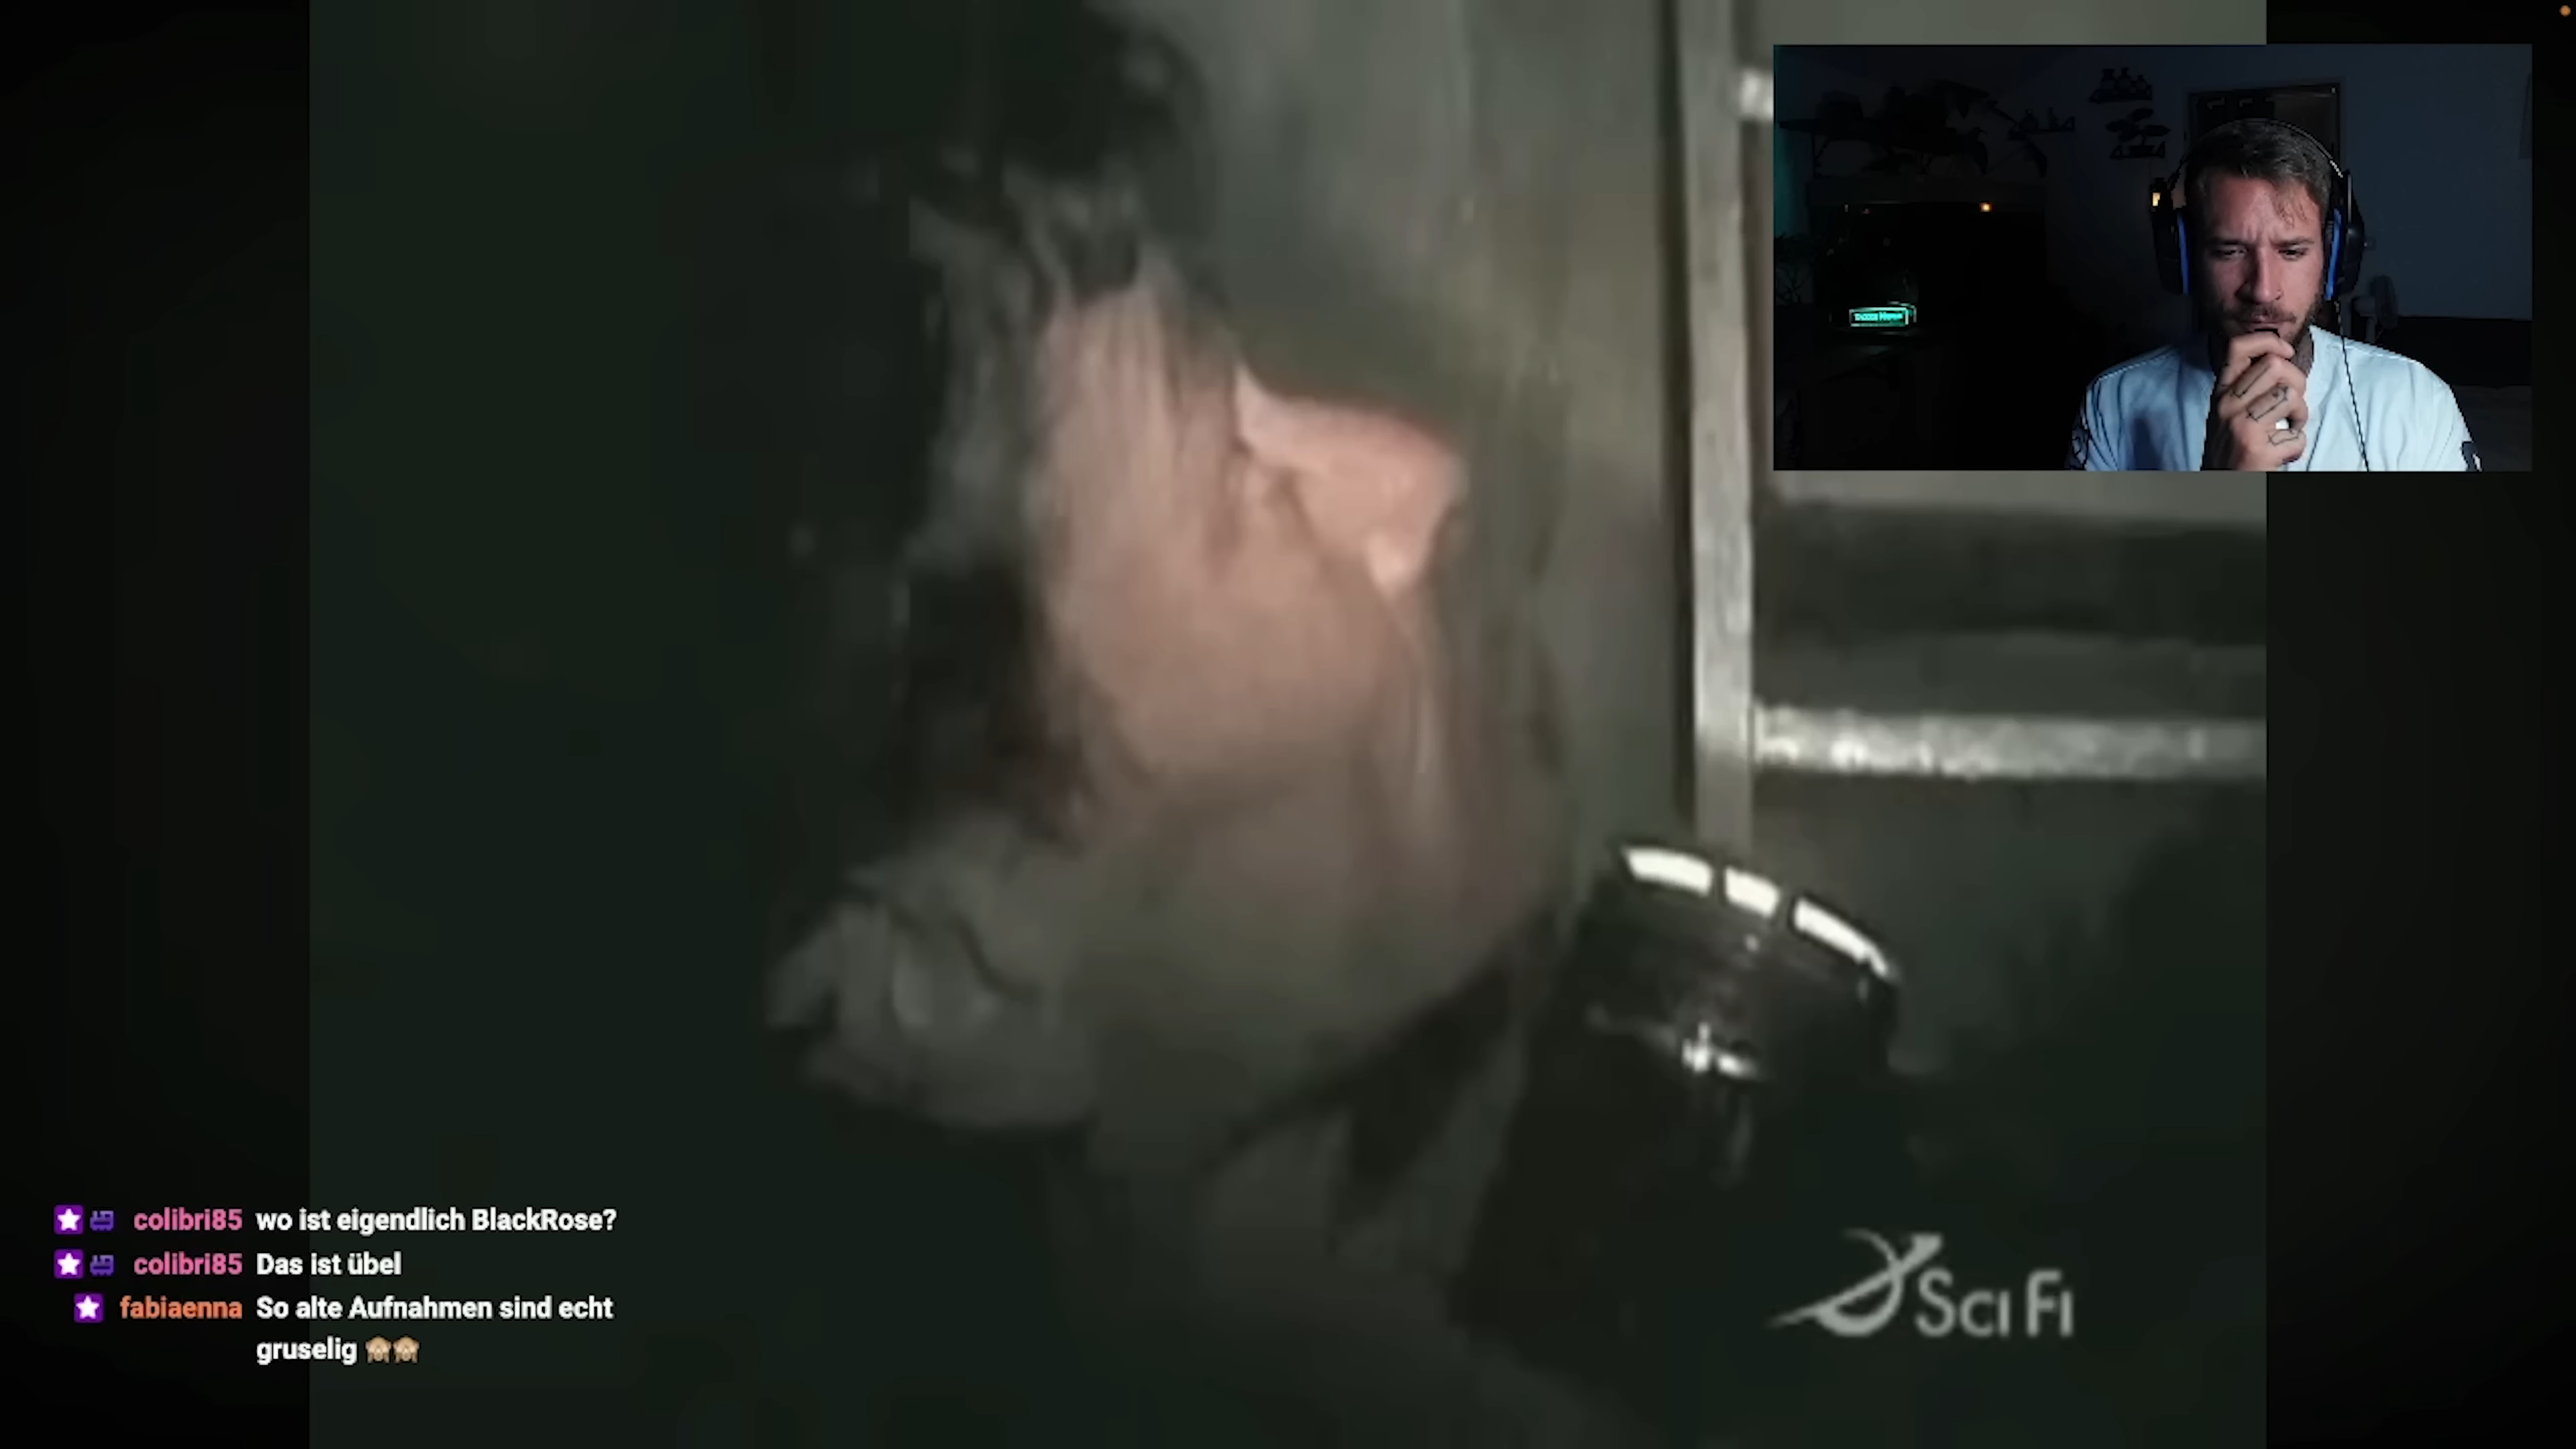 colibri85 wo ist eigendlich BlackRose?
colibri85 Das ist übel
fabiaenna So alte Aufnahmen sind echt
gruselig 🙈🙈
Sci Fi